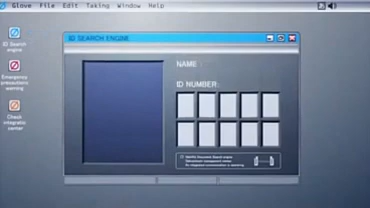 Glove File Edit Taking Window Help
ID Search
engine
ID SEARCH ENGINE
NAME
ID NUMBER:
Emergency
precautions
warning
Check
integratio
center